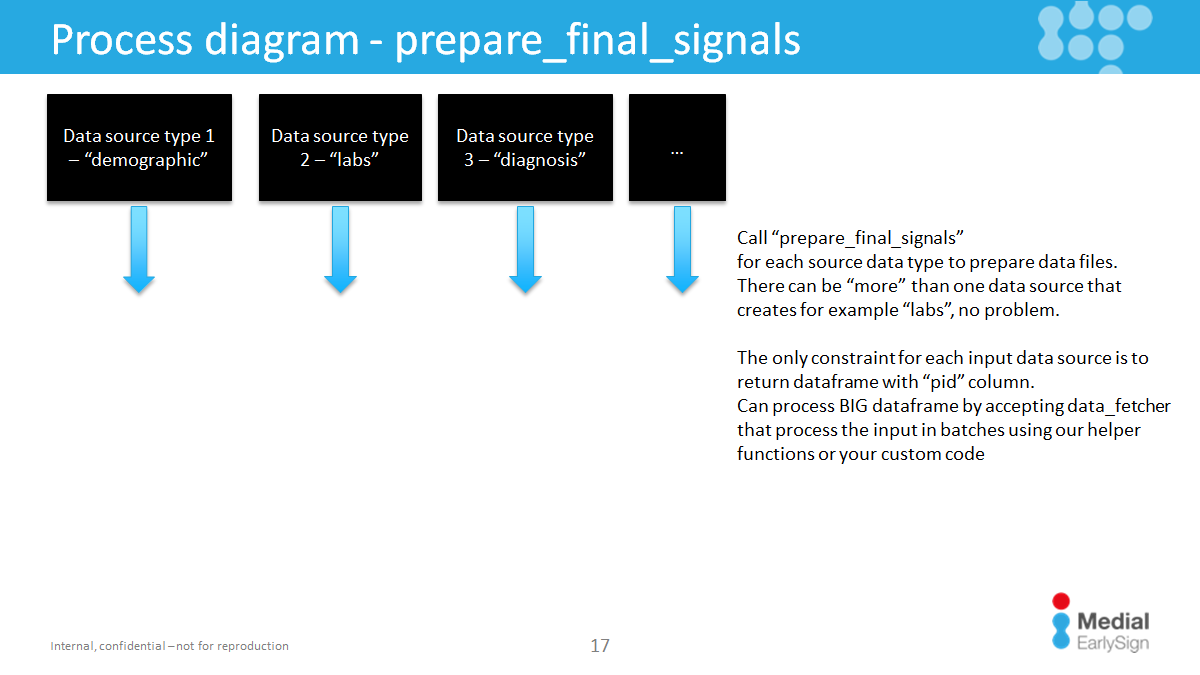 Process diagram - prepare_final_signals
Data source type 1
– “demographic”
Data source type
2 – “labs”
Data source type
3 – “diagnosis”
...
Call “prepare_final_signals”
for each source data type to prepare data files.
There can be “more” than one data source that
creates for example “labs”, no problem.
The only constraint for each input data source is to
return dataframe with “pid” column.
Can process BIG dataframe by accepting data_fetcher
that process the input in batches using our helper
functions or your custom code
Internal, confidential – not for reproduction
17
Medial
EarlySign